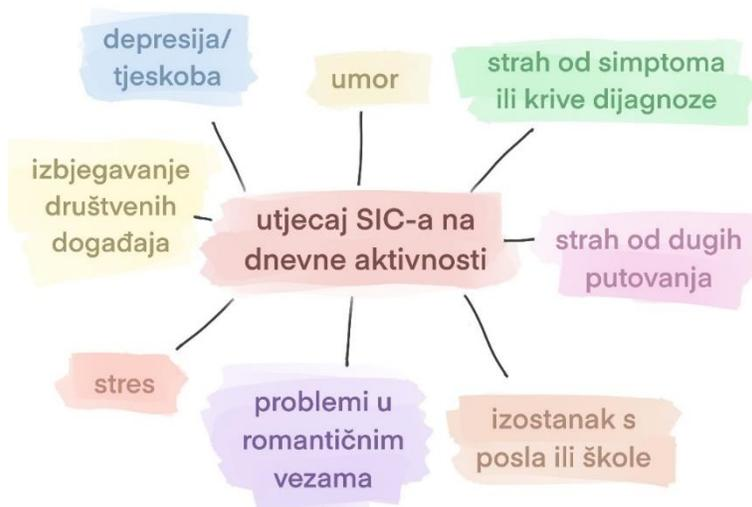 depresija/
tjeskoba
umor
strah od simptoma
ili krive dijagnoze
izbjegavanje
društvenih
događaja
utjecaj SIC-a na
dnevne aktivnosti
strah od dugih
putovanja
stres
problemi u
romantičnim
vezama
izostanak s
posla ili škole